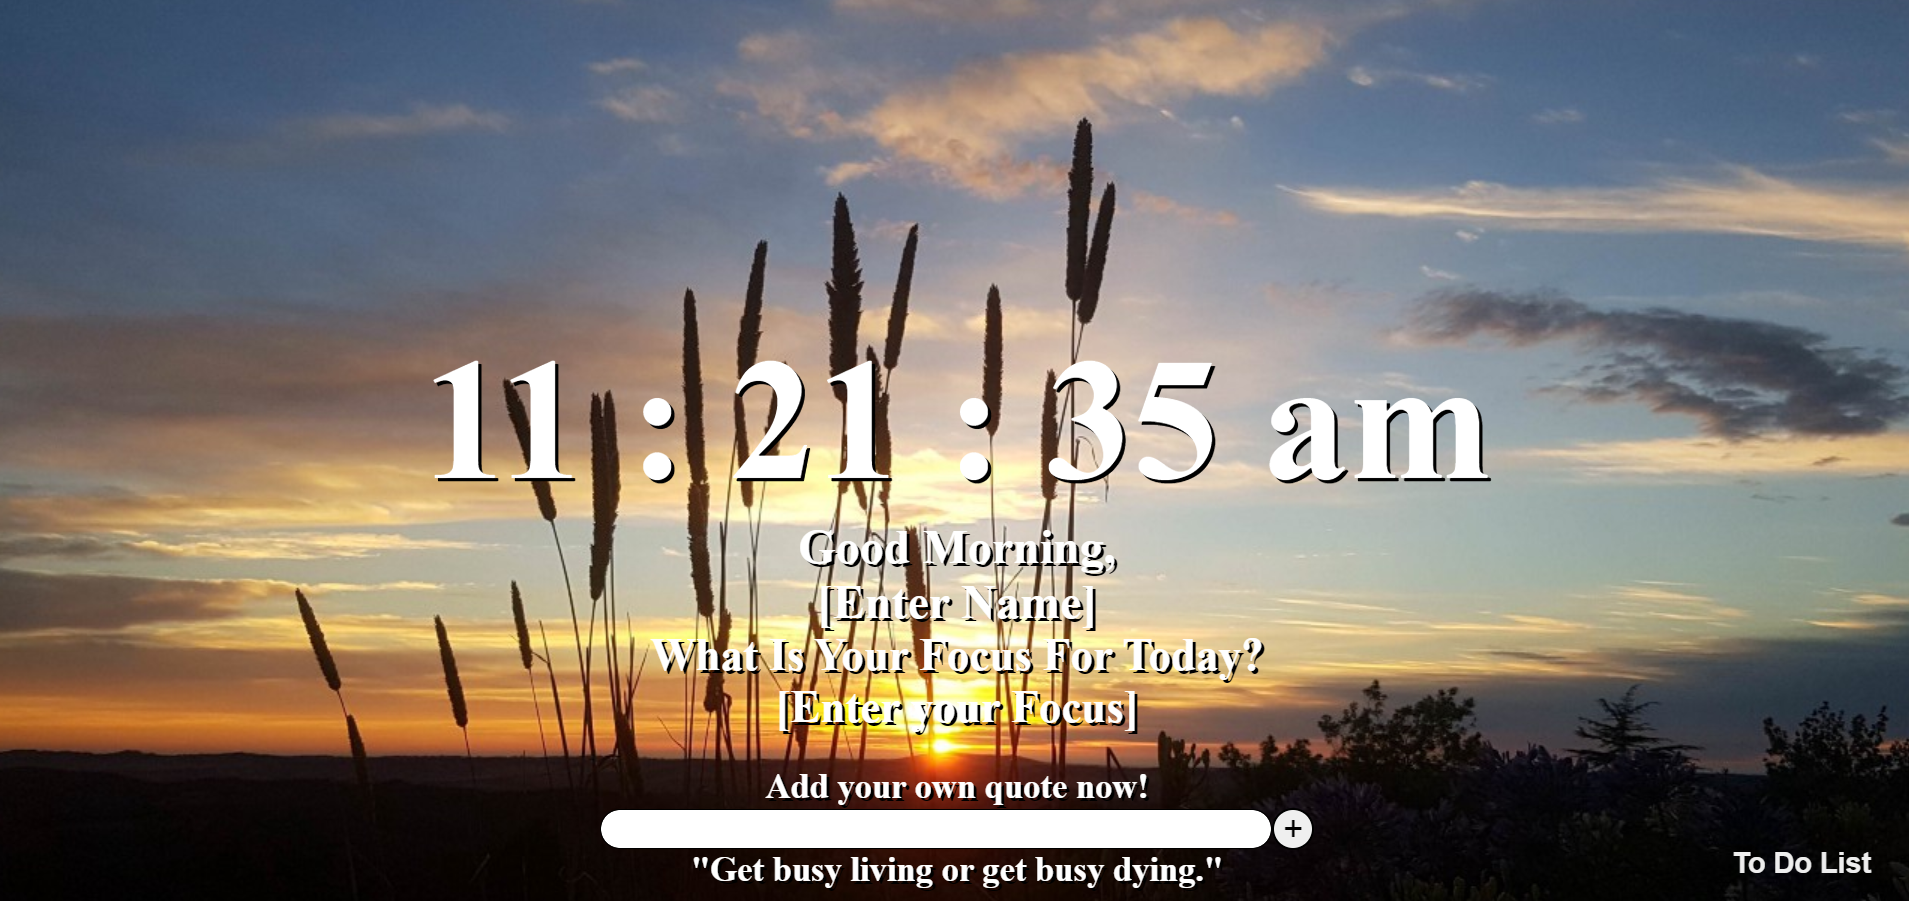 11 : 21 : 35 am
Good Morning,
[Enter Name]
What Is Your Focus For Today?
[Enter your Focus]
Add your own quote now!
+
"Get busy living or get busy dying."
To Do List